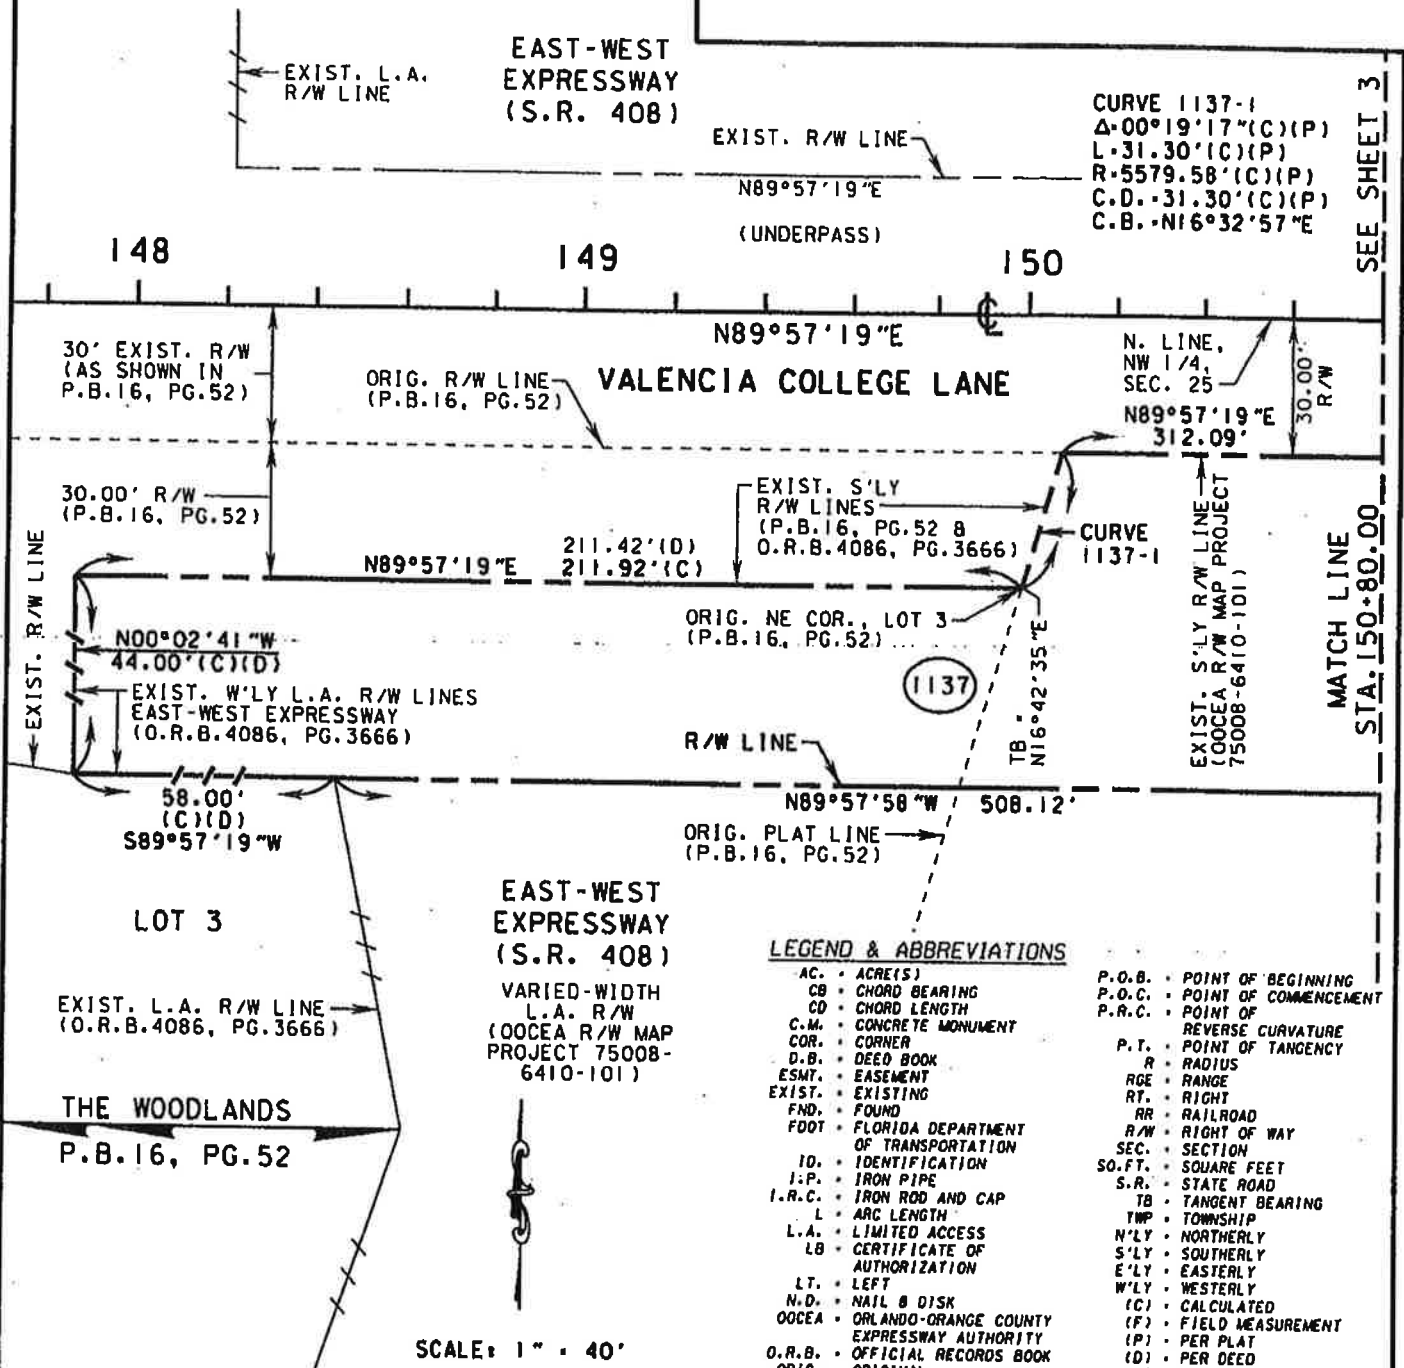 EAST-WEST
EXPRESSWAY
(S.R. 408)
EXIST. L.A.
R/W LINE
EXIST. R/W LINE
N89°57'19"E
(UNDERPASS)
CURVE 1137-1
Δ=00°19'17"(C)(P)
L=31.30'(C)(P)
R=5579.58'(C)(P)
C.D.=31.30'(C)(P)
C.B.=N16°32'57"E
SEE SHEET 3
148
149
150
N89°57'19"E
30' EXIST. R/W
(AS SHOWN IN
P.B.16, PG.52)
ORIG. R/W LINE
(P.B.16, PG.52)
VALENCIA COLLEGE LANE
N. LINE,
NW 1/4,
SEC. 25
30.00'
R/W
N89°57'19"E
312.09'
30.00' R/W
(P.B.16, PG.52)
EXIST. S'LY
R/W LINES
(P.B.16, PG.52 &
O.R.B.4086, PG.3666)
CURVE
1137-1
N89°57'19"E
211.42'(D)
211.92'(C)
EXIST. R/W LINE
ORIG. NE COR., LOT 3
(P.B.16, PG.52)
TB =
N16°42'35"E
EXIST. S'LY R/W LINE
(OOCEA R/W MAP PROJECT
75008-6410-101)
MATCH LINE
STA. 150+80.00
N00°02'41"W
44.00'(C)(D)
EXIST. W'LY L.A. R/W LINES
EAST-WEST EXPRESSWAY
(O.R.B.4086, PG.3666)
1137
R/W LINE
58.00'
(C)(D)
S89°57'19"W
N89°57'58"W 508.12'
ORIG. PLAT LINE
(P.B.16, PG.52)
LOT 3
EAST-WEST
EXPRESSWAY
(S.R. 408)
VARIED-WIDTH
L.A. R/W
(OOCEA R/W MAP
PROJECT 75008-
6410-101)
EXIST. L.A. R/W LINE
(O.R.B.4086, PG.3666)
THE WOODLANDS
P.B.16, PG.52
SCALE: 1" = 40'
LEGEND & ABBREVIATIONS
AC. = ACRE(S)
CB = CHORD BEARING
CD = CHORD LENGTH
C.M. = CONCRETE MONUMENT
COR. = CORNER
D.B. = DEED BOOK
ESMT. = EASEMENT
EXIST. = EXISTING
FND. = FOUND
FDOT = FLORIDA DEPARTMENT
OF TRANSPORTATION
ID. = IDENTIFICATION
I.P. = IRON PIPE
I.R.C. = IRON ROD AND CAP
L = ARC LENGTH
L.A. = LIMITED ACCESS
LB = CERTIFICATE OF
AUTHORIZATION
LT. = LEFT
N.D. = NAIL & DISK
OOCEA = ORLANDO-ORANGE COUNTY
EXPRESSWAY AUTHORITY
O.R.B. = OFFICIAL RECORDS BOOK
ORIG. = ORIGINAL
P.O.B. = POINT OF BEGINNING
P.O.C. = POINT OF COMMENCEMENT
P.R.C. = POINT OF
REVERSE CURVATURE
P.T. = POINT OF TANGENCY
R = RADIUS
RGE = RANGE
RT. = RIGHT
RR = RAILROAD
R/W = RIGHT OF WAY
SEC. = SECTION
SQ.FT. = SQUARE FEET
S.R. = STATE ROAD
TB = TANGENT BEARING
TWP = TOWNSHIP
N'LY = NORTHERLY
S'LY = SOUTHERLY
E'LY = EASTERLY
W'LY = WESTERLY
(C) = CALCULATED
(F) = FIELD MEASUREMENT
(P) = PER PLAT
(D) = PER DEED